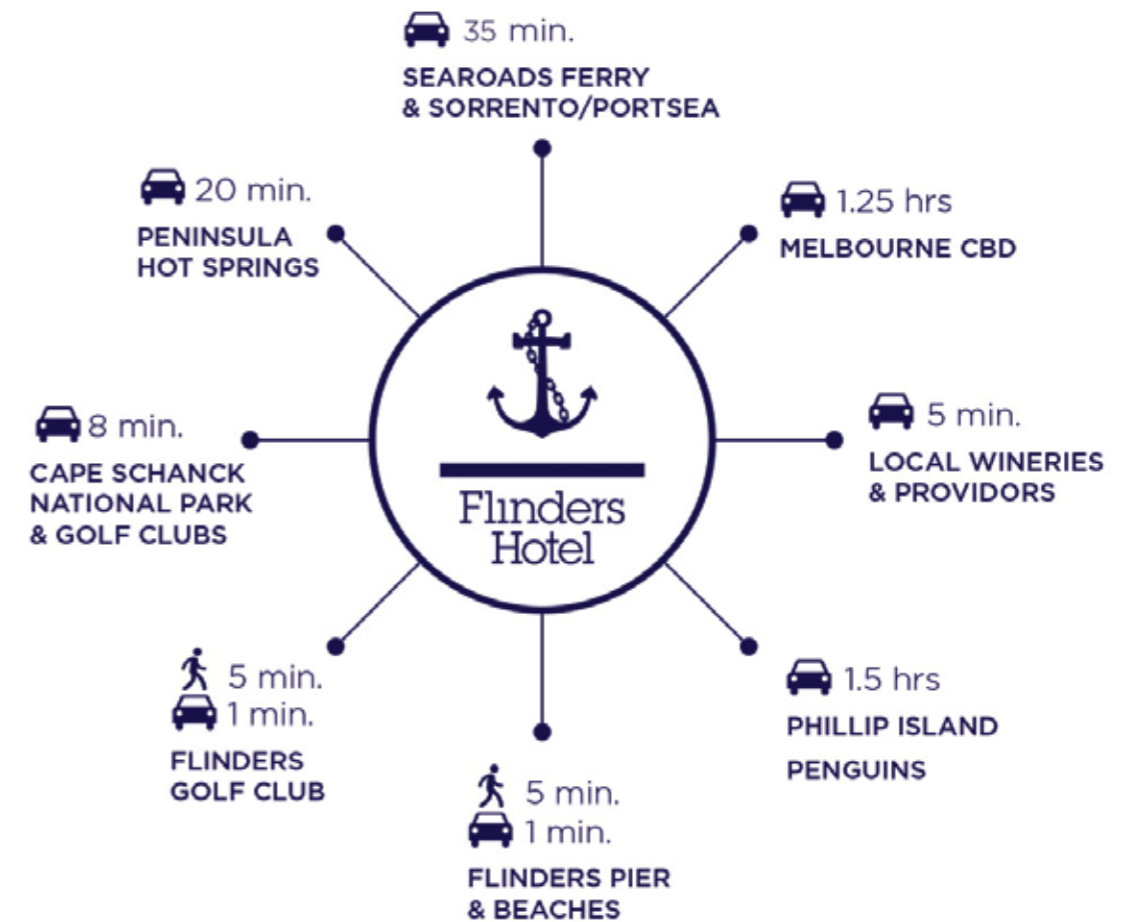 35 min.
SEAROADS FERRY
& SORRENTO/PORTSEA
20 min.
PENINSULA
HOT SPRINGS
1.25 hrs
MELBOURNE CBD
8 min.
CAPE SCHANCK
NATIONAL PARK
& GOLF CLUBS
Flinders
Hotel
5 min.
LOCAL WINERIES
& PROVIDORS
5 min.
1 min.
FLINDERS
GOLF CLUB
5 min.
1 min.
FLINDERS PIER
& BEACHES
1.5 hrs
PHILLIP ISLAND
PENGUINS